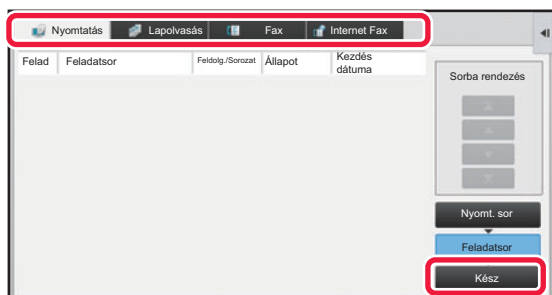 Nyomtatás Lapolvasás Fax Internet Fax
Felad Feladatsor Feldolg./Sorozat Állapot Kezdés dátuma
Sorba rendezés
Nyomt. sor
Feladatsor
Kész